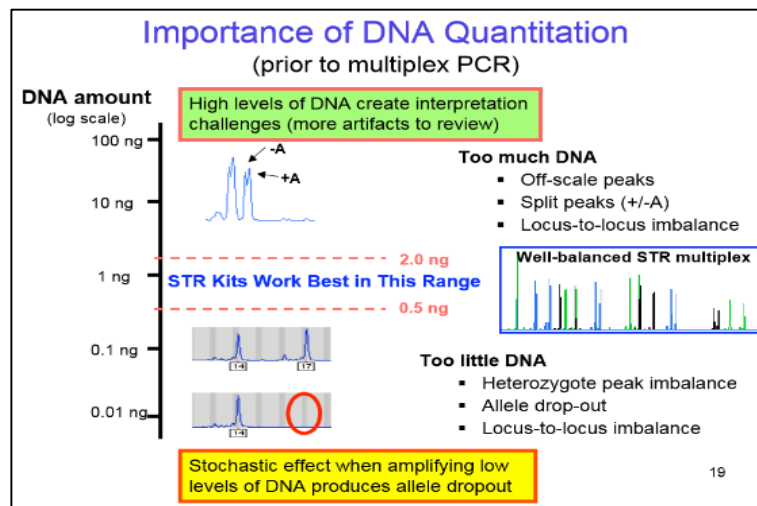 Importance of DNA Quantitation
(prior to multiplex PCR)
DNA amount
(log scale)
High levels of DNA create interpretation
challenges (more artifacts to review)
100 ng
-A
+A
10 ng
Too much DNA
▪ Off-scale peaks
▪ Split peaks (+/-A)
▪ Locus-to-locus imbalance
2.0 ng
Well-balanced STR multiplex
1 ng
STR Kits Work Best in This Range
0.5 ng
0.1 ng
14
17
Too little DNA
▪ Heterozygote peak imbalance
▪ Allele drop-out
▪ Locus-to-locus imbalance
0.01 ng
14
Stochastic effect when amplifying low
levels of DNA produces allele dropout
19